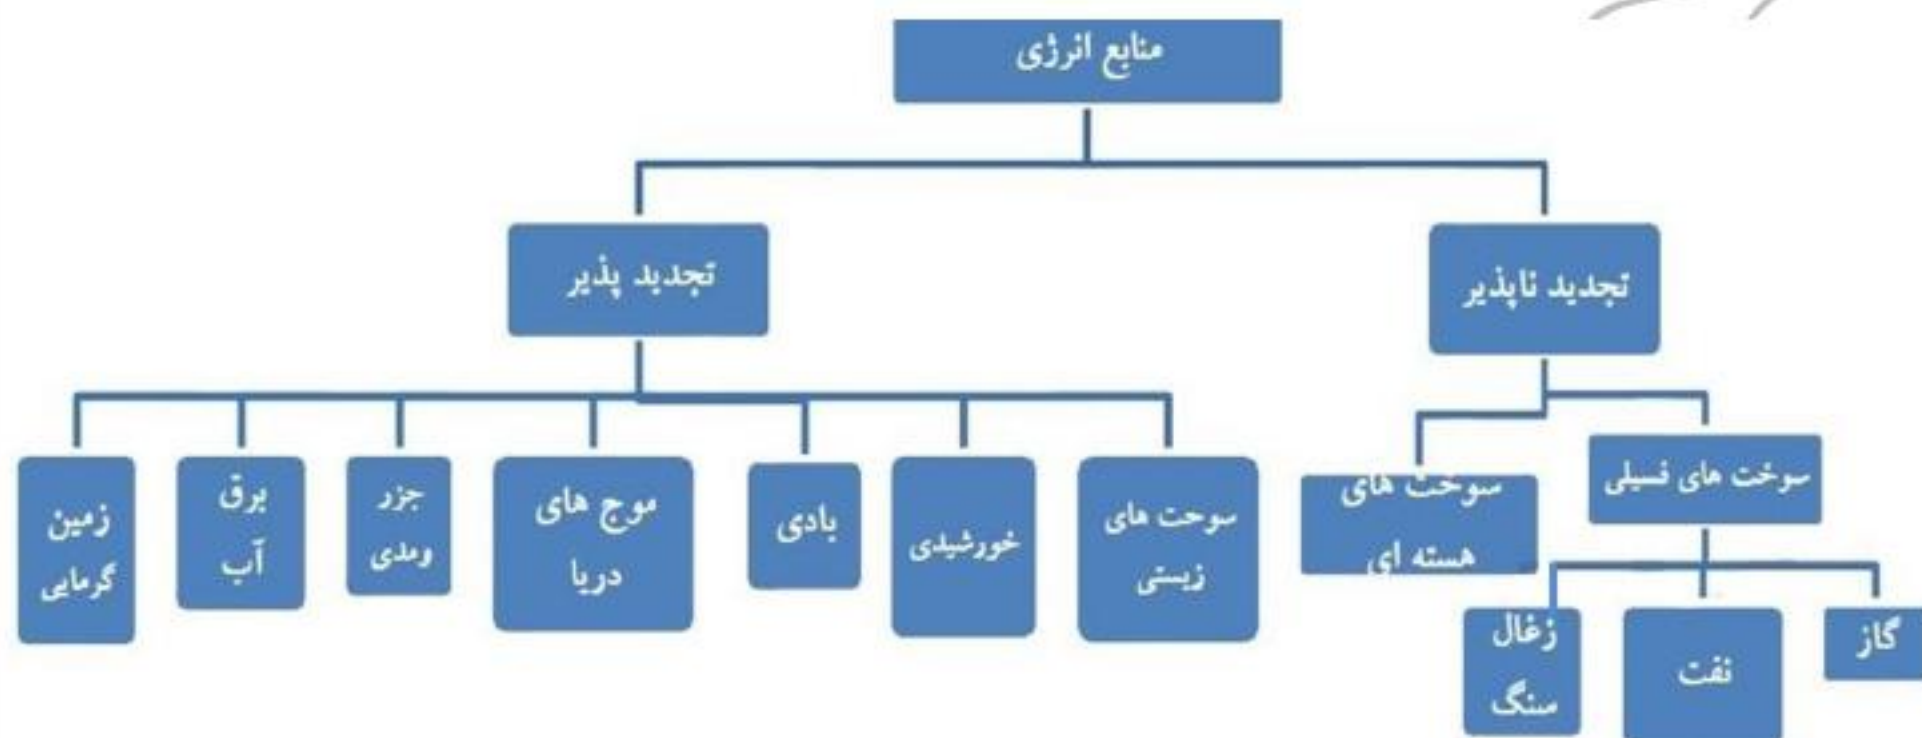 منابع انرژی
تجدید ناپذیر
تجدید پذیر
سوخت های فسیلی
سوخت های
هسته ای
گاز
نفت
زغال
سنگ
سوحت های
زیستی
خورشیدی
بادی
موج های
دریا
جزر
ومدی
برق
آب
زمین
گرمایی